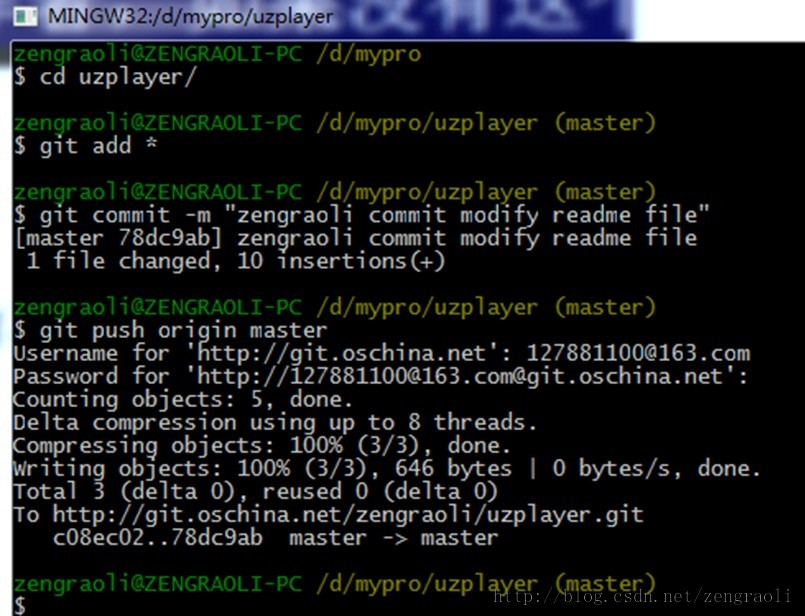 MINGW32:/d/mypro/uzplayer
zengraoli@ZENGRAOLI-PC /d/mypro
$ cd uzplayer/
zengraoli@ZENGRAOLI-PC /d/mypro/uzplayer (master)
$ git add *
zengraoli@ZENGRAOLI-PC /d/mypro/uzplayer (master)
$ git commit -m "zengraoli commit modify readme file"
[master 78dc9ab] zengraoli commit modify readme file
1 file changed, 10 insertions(+)
zengraoli@ZENGRAOLI-PC /d/mypro/uzplayer (master)
$ git push origin master
Username for 'http://git.oschina.net': 127881100@163.com
Password for 'http://127881100@163.com@git.oschina.net':
Counting objects: 5, done.
Delta compression using up to 8 threads.
Compressing objects: 100% (3/3), done.
Writing objects: 100% (3/3), 646 bytes | 0 bytes/s, done.
Total 3 (delta 0), reused 0 (delta 0)
To http://git.oschina.net/zengraoli/uzplayer.git
c08ec02..78dc9ab master -> master
zengraoli@ZENGRAOLI-PC /d/mypro/uzplayer (master)
$
http://blog.csdn.net/zengraoli